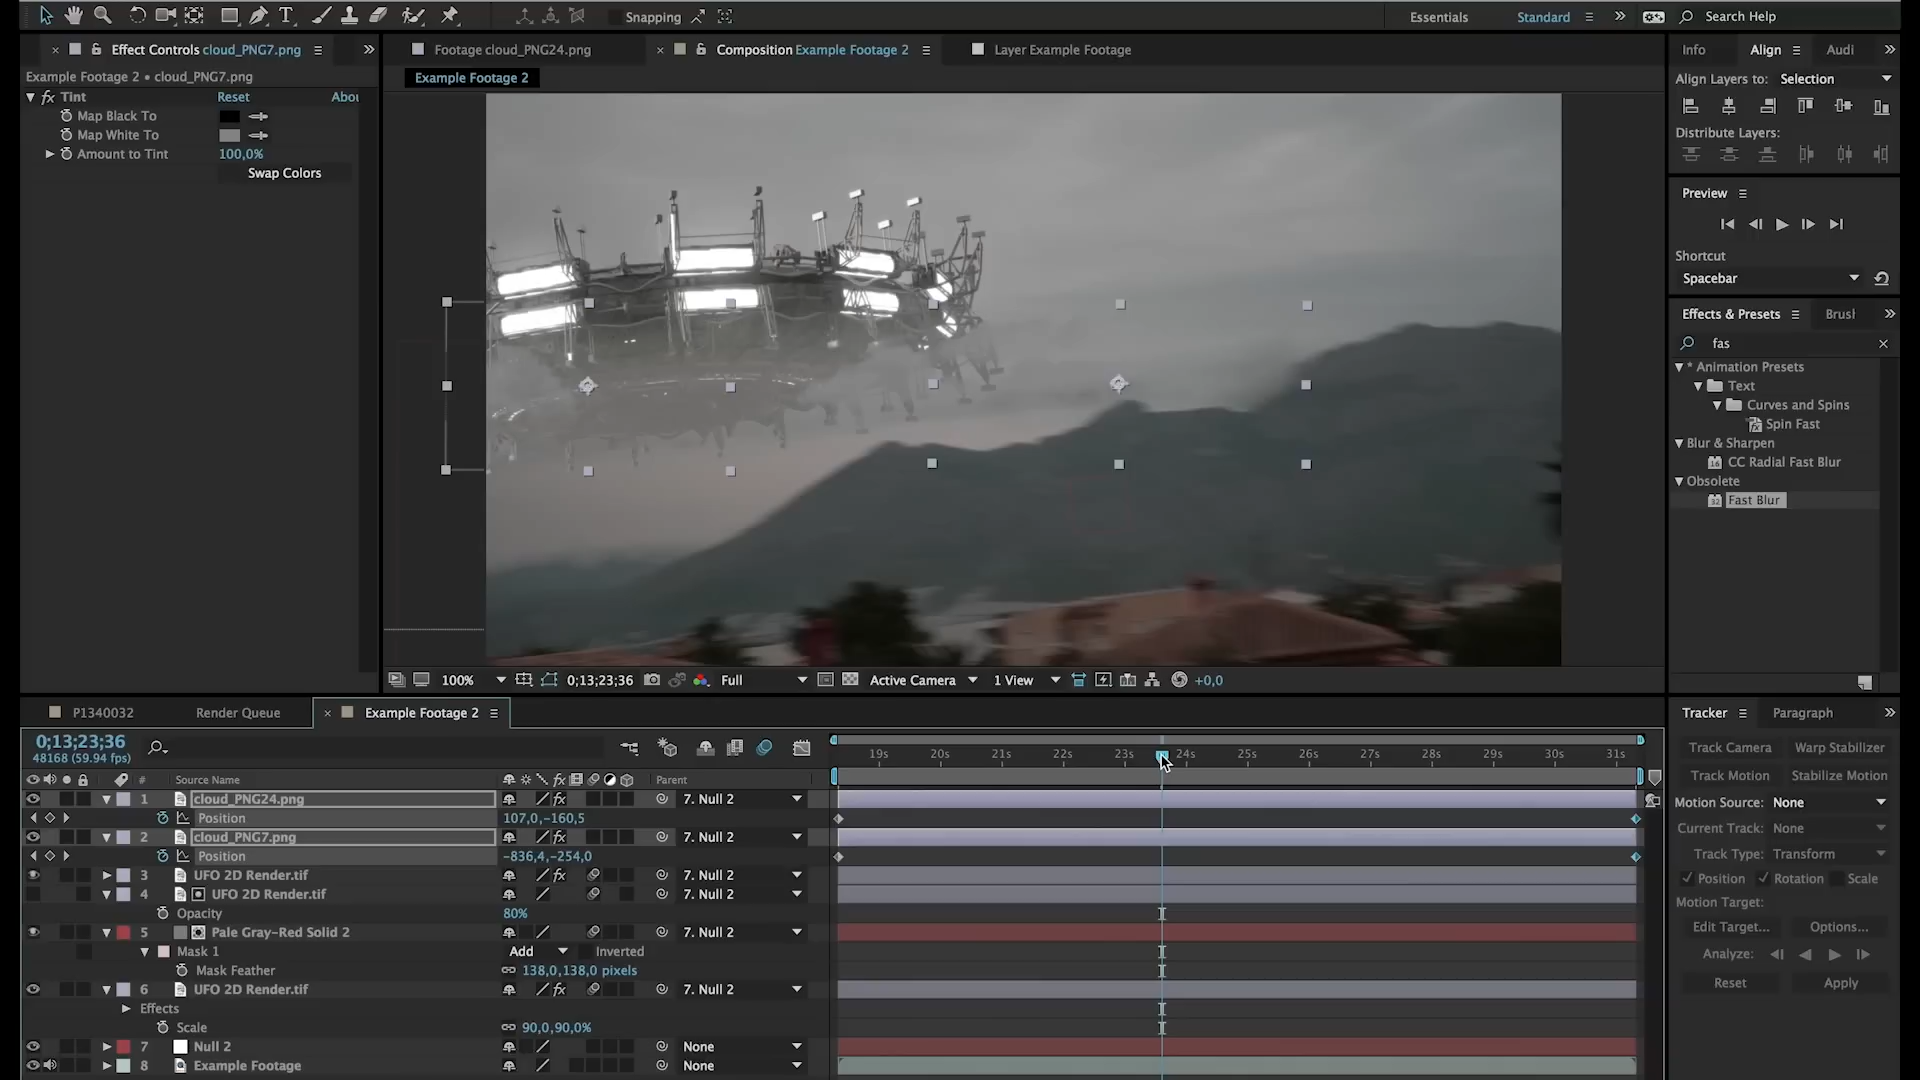 Snapping
Essentials
Standard
Search Help
Effect Controls cloud_PNG7.png
Footage cloud_PNG24.png
Composition Example Footage 2
Layer Example Footage
Info
Align
Audi
Example Footage 2 • cloud_PNG7.png
Example Footage 2
Align Layers to: Selection
fx Tint
Reset
Abou
Map Black To
Map White To
Amount to Tint
100,0%
Swap Colors
Distribute Layers:
Preview
Shortcut
Spacebar
Effects & Presets
Brusl
fas
* Animation Presets
Text
Curves and Spins
Spin Fast
Blur & Sharpen
CC Radial Fast Blur
Obsolete
Fast Blur
100%
0;13;23;36
Full
Active Camera
1 View
+0,0
P1340032
Render Queue
Example Footage 2
Tracker
Paragraph
0;13;23;36
48168 (59.94 fps)
19s 20s 21s 22s 23s 24s 25s 26s 27s 28s 29s 30s 31s
Track Camera
Warp Stabilizer
Track Motion
Stabilize Motion
# Source Name
Parent
1 cloud_PNG24.png
7. Null 2
Motion Source: None
Position
107,0,-160,5
Current Track: None
2 cloud_PNG7.png
7. Null 2
Position
-836,4,-254,0
Track Type: Transform
3 UFO 2D Render.tif
7. Null 2
Position
Rotation
Scale
4 UFO 2D Render.tif
7. Null 2
Motion Target:
Opacity
80%
Edit Target...
Options...
5 Pale Gray-Red Solid 2
7. Null 2
Mask 1
Add
Inverted
Analyze:
Mask Feather
138,0,138,0 pixels
Reset
Apply
6 UFO 2D Render.tif
7. Null 2
Effects
Scale
90,0,90,0%
7 Null 2
None
8 Example Footage
None